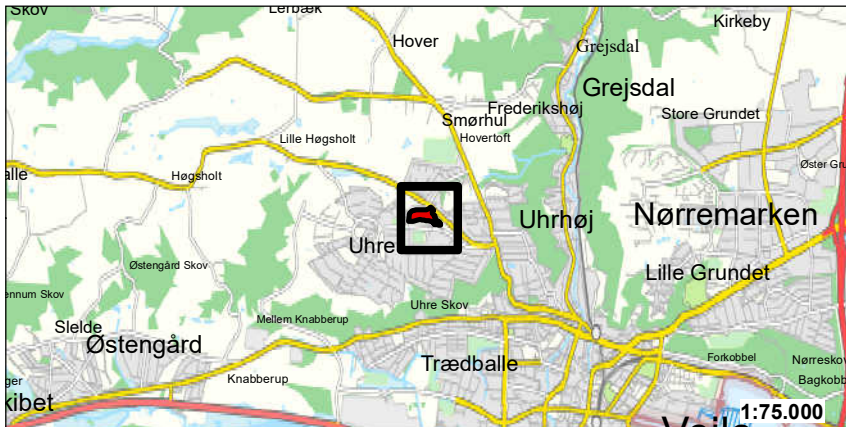 Skov
Lerbæk
Kirkeby
Hover
Grejsdal
Grejsdal
Frederikshøj
Smørhul
Store Grundet
Hovertoft
Lille Høgsholt
Øster Gru
alle
Høgsholt
Nørremarken
Uhrhøj
Uhre
Østengård Skov
Lille Grundet
ennum Skov
Uhre Skov
Mellem Knabberup
Slelde
Østengård
Trædballe
Forkobbel
Nørreskov
Knabberup
Bagkobb
ger
kibet
1:75.000